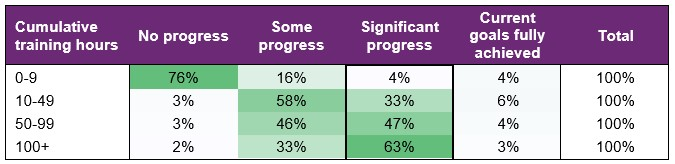 Cumulative training hours No progress Some progress Significant progress Current goals fully achieved Total
0-9 76% 16% 4% 4% 100%
10-49 3% 58% 33% 6% 100%
50-99 3% 46% 47% 4% 100%
100+ 2% 33% 63% 3% 100%